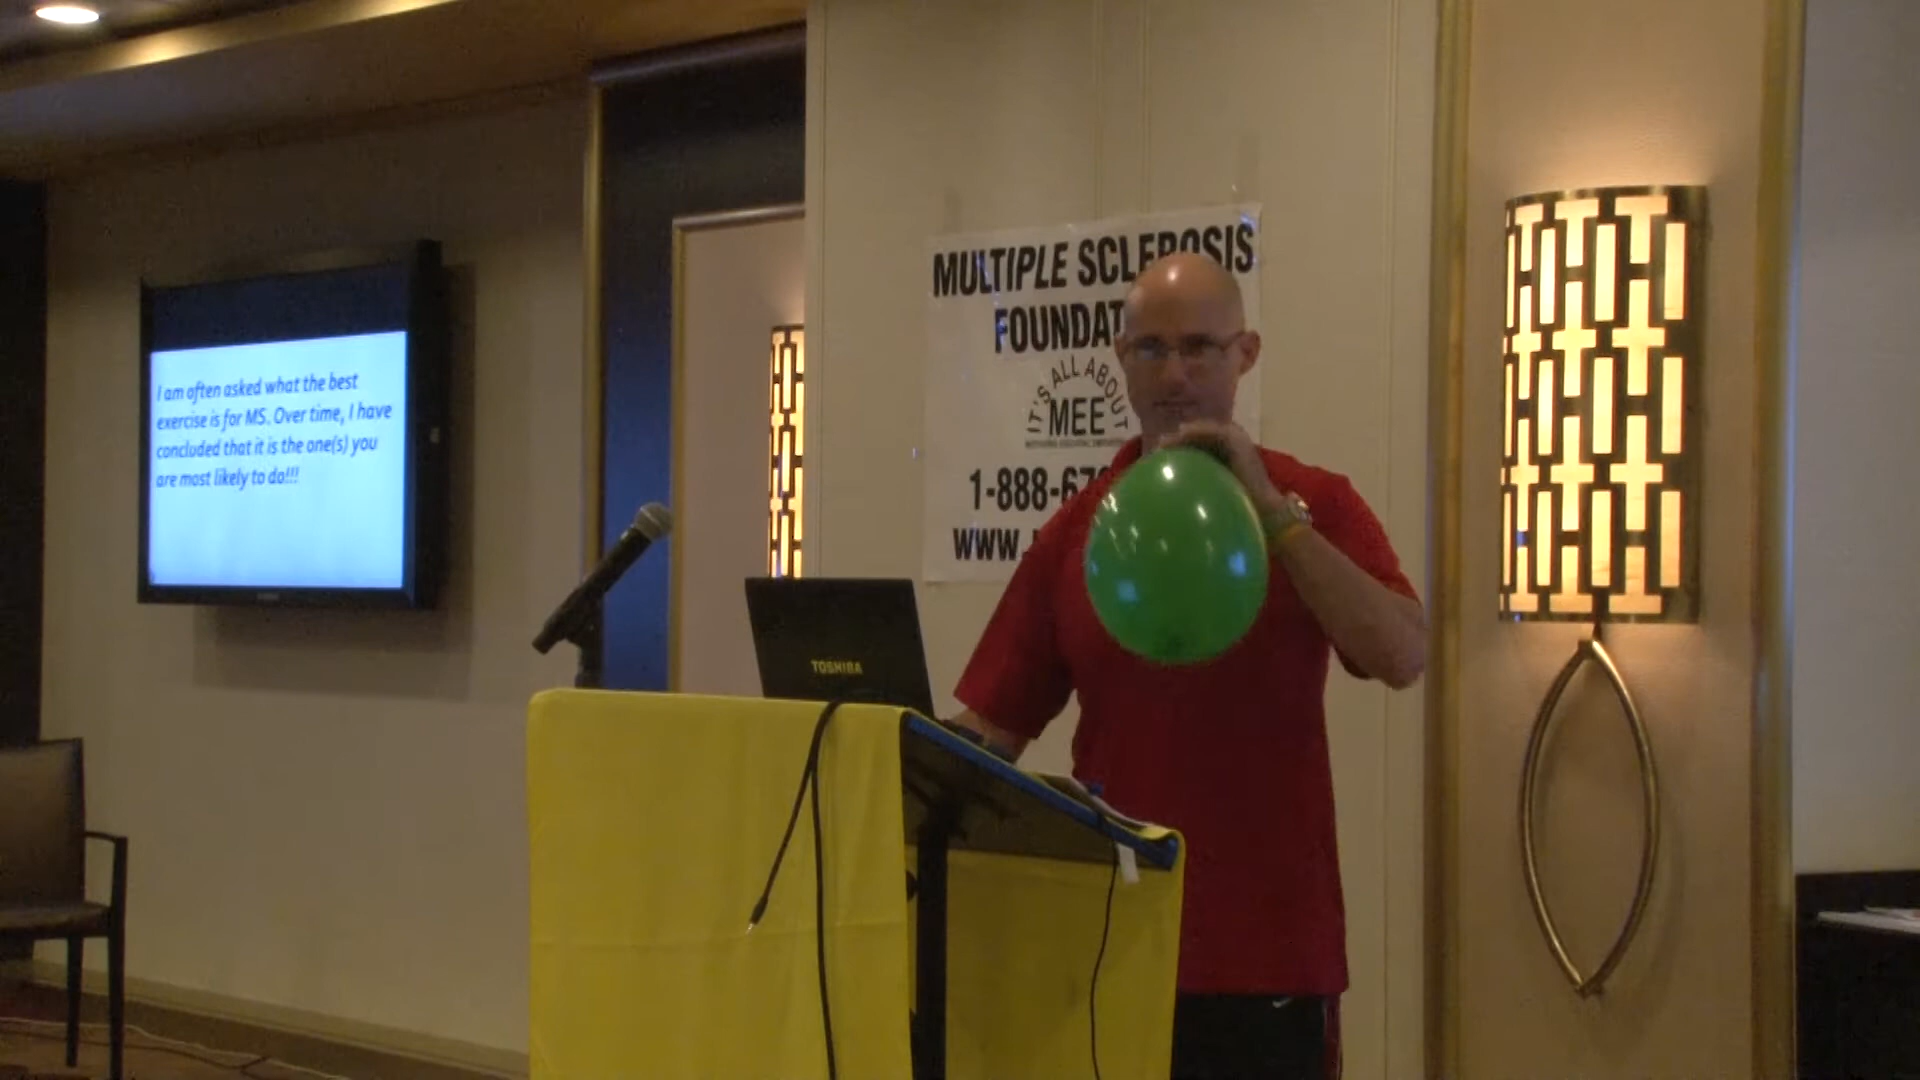 I am often asked what the best
exercise is for MS. Over time, I have
concluded that it is the one(s) you
are most likely to do!!!
MULTIPLE SCLEROSIS
FOUNDAT
IT'S ALL ABOUT
MEE
1-888-67
WWW.
TOSHIBA